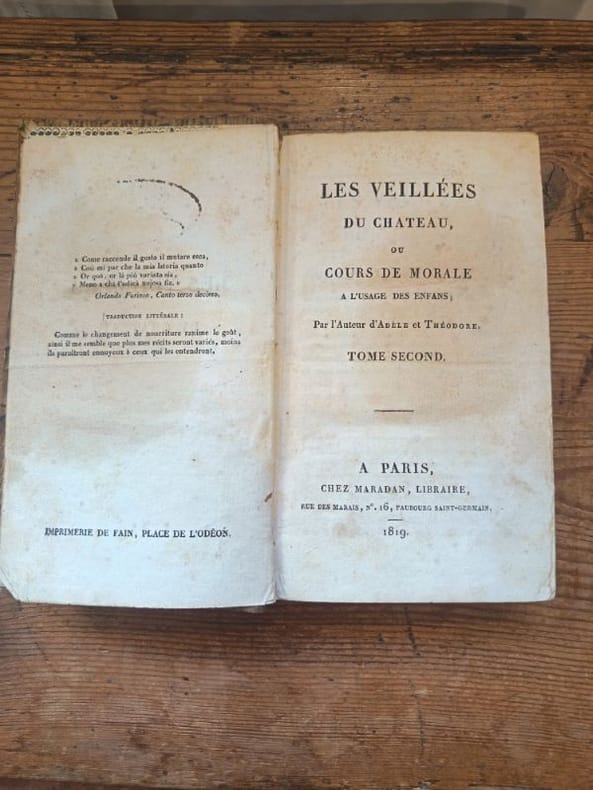 « Come raccende il gusto il mutare esca,
» Così mi par che la mia istoria quanto
» Or quà, or là più variata sia,
» Meno a chi l'udirà nojosa fia. »
Orlando Furioso, Canto terzo decimo.
[TRADUCTION LITTÉRALE :
Comme le changement de nourriture ranime le goût,
ainsi il me semble que plus mes récits seront variés, moins
ils paroîtront ennuyeux à ceux qui les entendront.
IMPRIMERIE DE FAIN, PLACE DE L'ODÉON.
LES VEILLÉES
DU CHATEAU,
OU
COURS DE MORALE
A L'USAGE DES ENFANS;
Par l'Auteur d'ADÈLE et THÉODORE.
TOME SECOND.
A PARIS,
CHEZ MARADAN, LIBRAIRE,
RUE DES MARAIS, Nº. 16, FAUBOURG SAINT-GERMAIN.
1819.